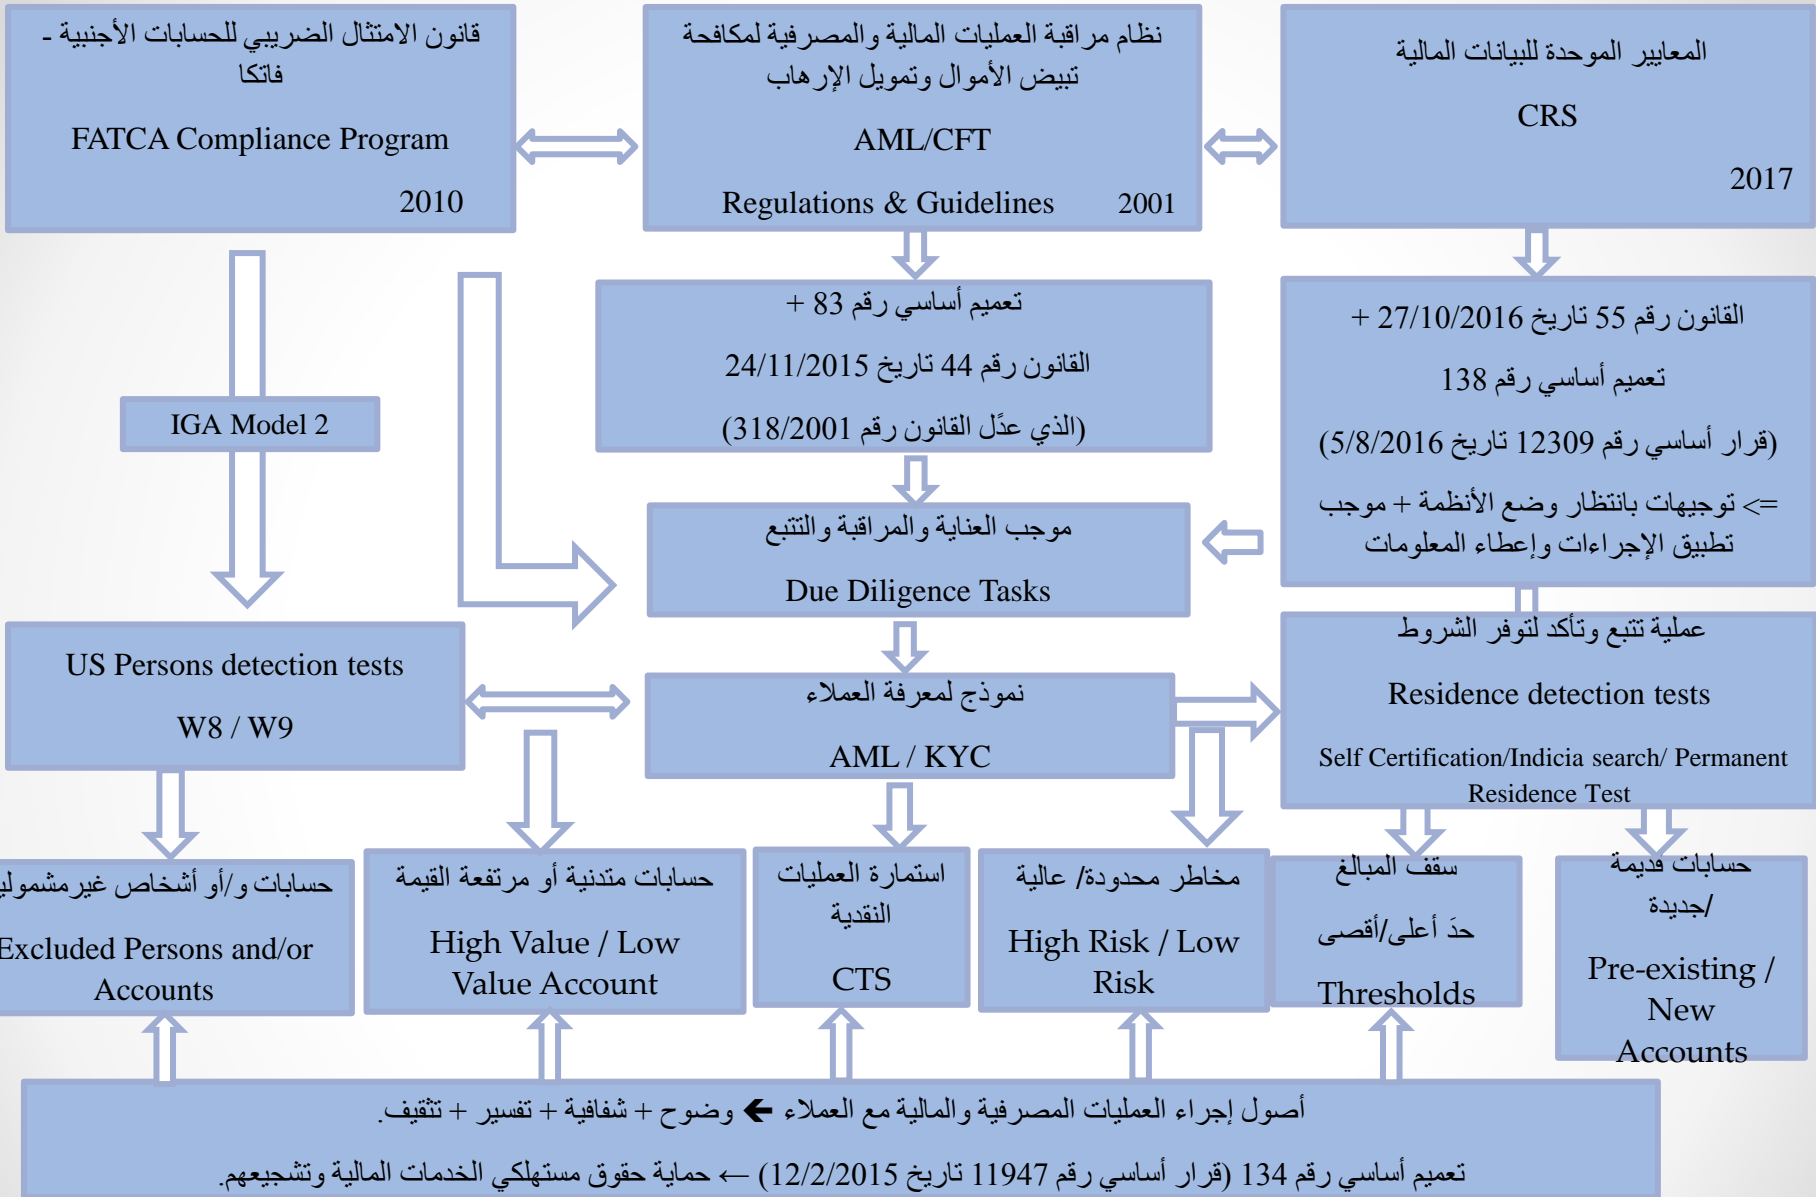 قانون الامتثال الضريبي للحسابات الأجنبية -
فاتكا
FATCA Compliance Program
2010
نظام مراقبة العمليات المالية والمصرفية لمكافحة
تبيض الأموال وتمويل الإرهاب
AML/CFT
Regulations & Guidelines 2001
المعايير الموحدة للبيانات المالية
CRS
2017
تعميم أساسي رقم 83 +
القانون رقم 44 تاريخ 24/11/2015
(الذي عدَّل القانون رقم 318/2001)
القانون رقم 55 تاريخ 27/10/2016 +
تعميم أساسي رقم 138
(قرار أساسي رقم 12309 تاريخ 5/8/2016)
=> توجيهات بانتظار وضع الأنظمة + موجب
تطبيق الإجراءات وإعطاء المعلومات
IGA Model 2
موجب العناية والمراقبة والتتبع
Due Diligence Tasks
US Persons detection tests
W8 / W9
نموذج لمعرفة العملاء
AML / KYC
عملية تتبع وتأكد لتوفر الشروط
Residence detection tests
Self Certification/Indicia search/ Permanent
Residence Test
حسابات و/أو أشخاص غيرمشمولي
Excluded Persons and/or
Accounts
حسابات متدنية أو مرتفعة القيمة
High Value / Low
Value Account
استمارة العمليات
النقدية
CTS
مخاطر محدودة/ عالية
High Risk / Low
Risk
سقف المبالغ
حدَ أعلى/أقصى
Thresholds
حسابات قديمة
/جديدة
Pre-existing /
New
Accounts
أصول إجراء العمليات المصرفية والمالية مع العملاء 🡸 وضوح + شفافية + تفسير + تثقيف.
تعميم أساسي رقم 134 (قرار أساسي رقم 11947 تاريخ 12/2/2015) ← حماية حقوق مستهلكي الخدمات المالية وتشجيعهم.